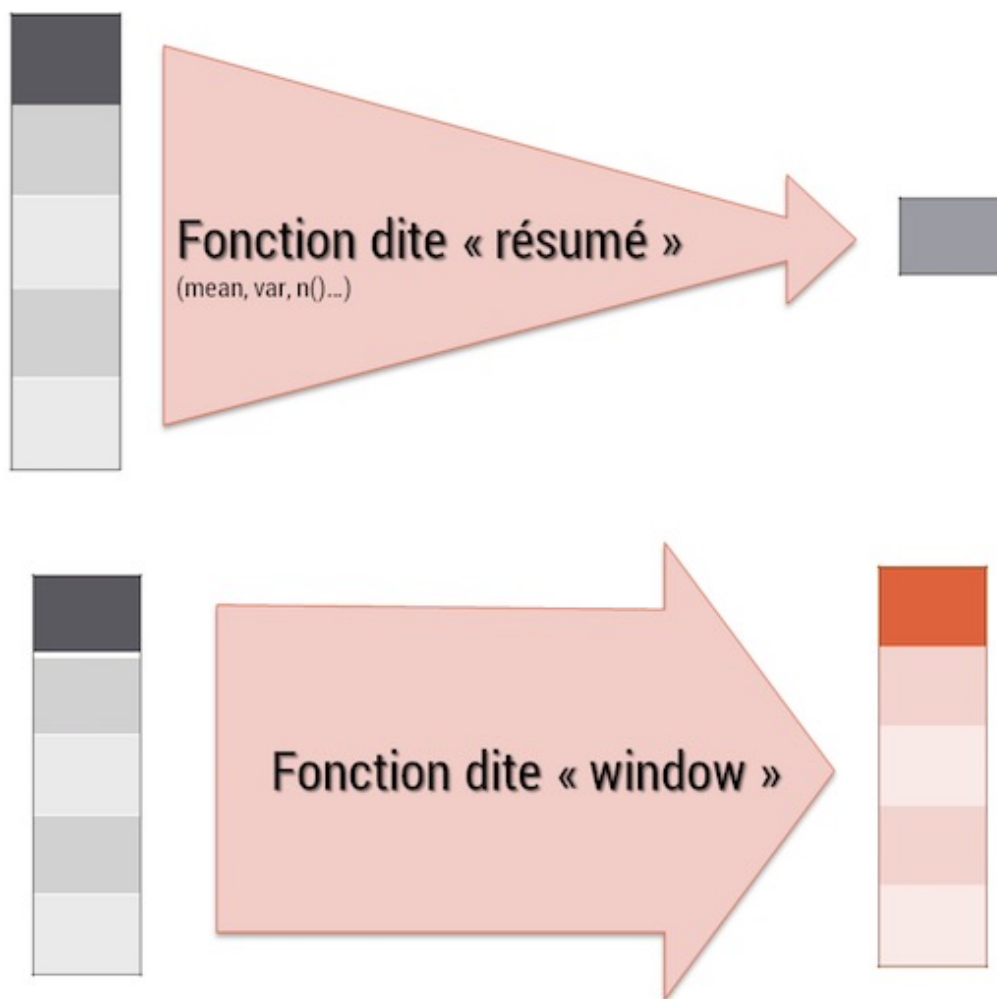 Fonction dite « résumé »
(mean, var, n()...)
Fonction dite « window »